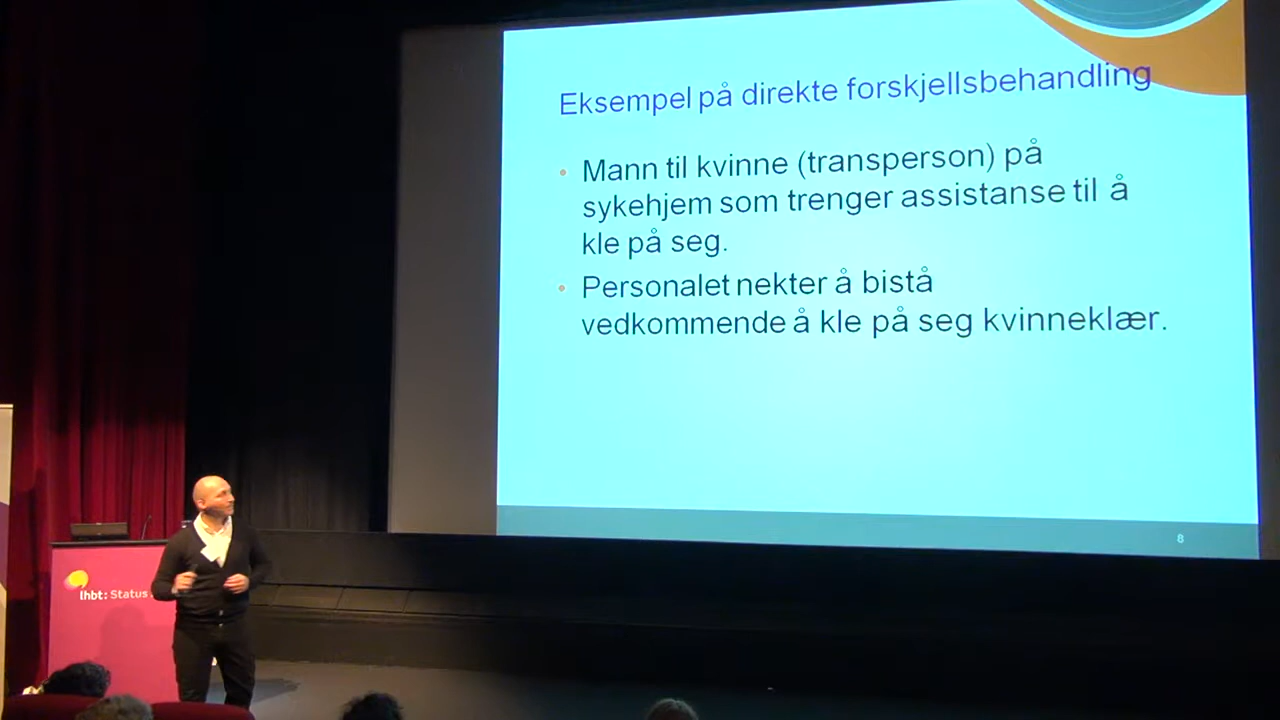 Eksempel på direkte forskjellsbehandling
• Mann til kvinne (transperson) på
sykehjem som trenger assistanse til å
kle på seg.
• Personalet nekter å bistå
vedkommende å kle på seg kvinneklær.
8
lhbt: Status